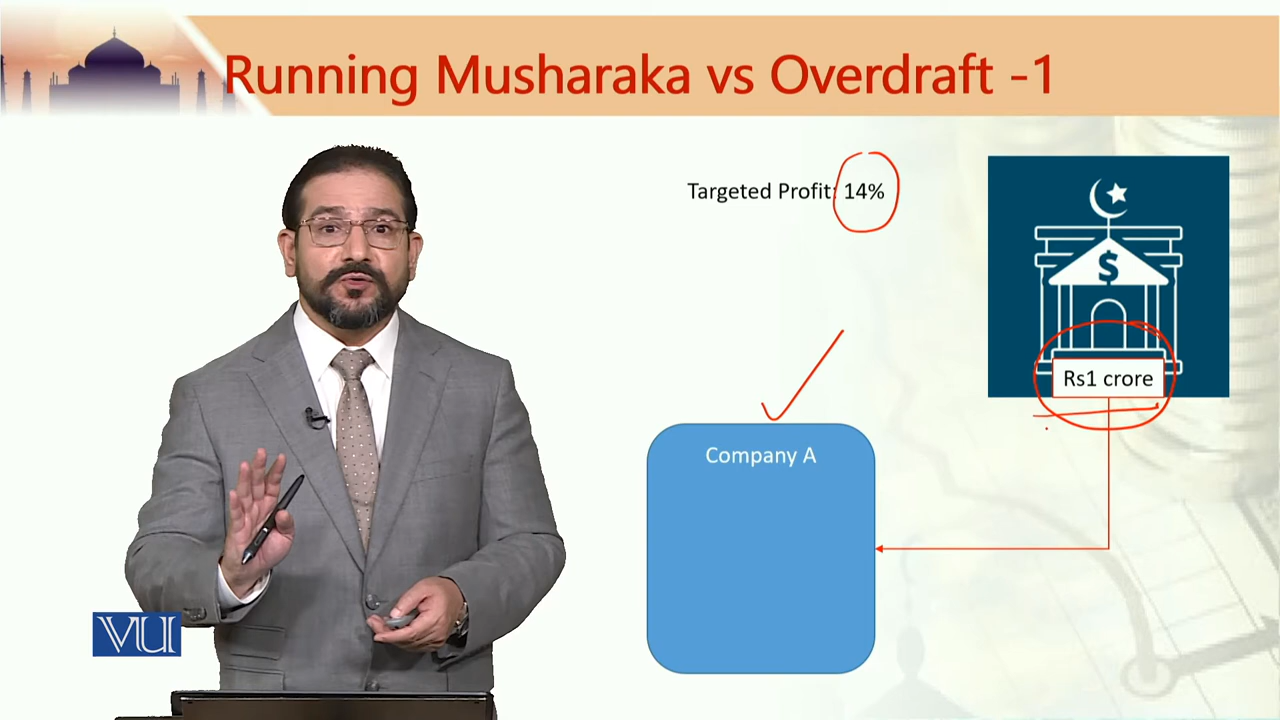 Running Musharaka vs Overdraft -1
Targeted Profit: 14%
$
Rs1 crore
Company A
VU